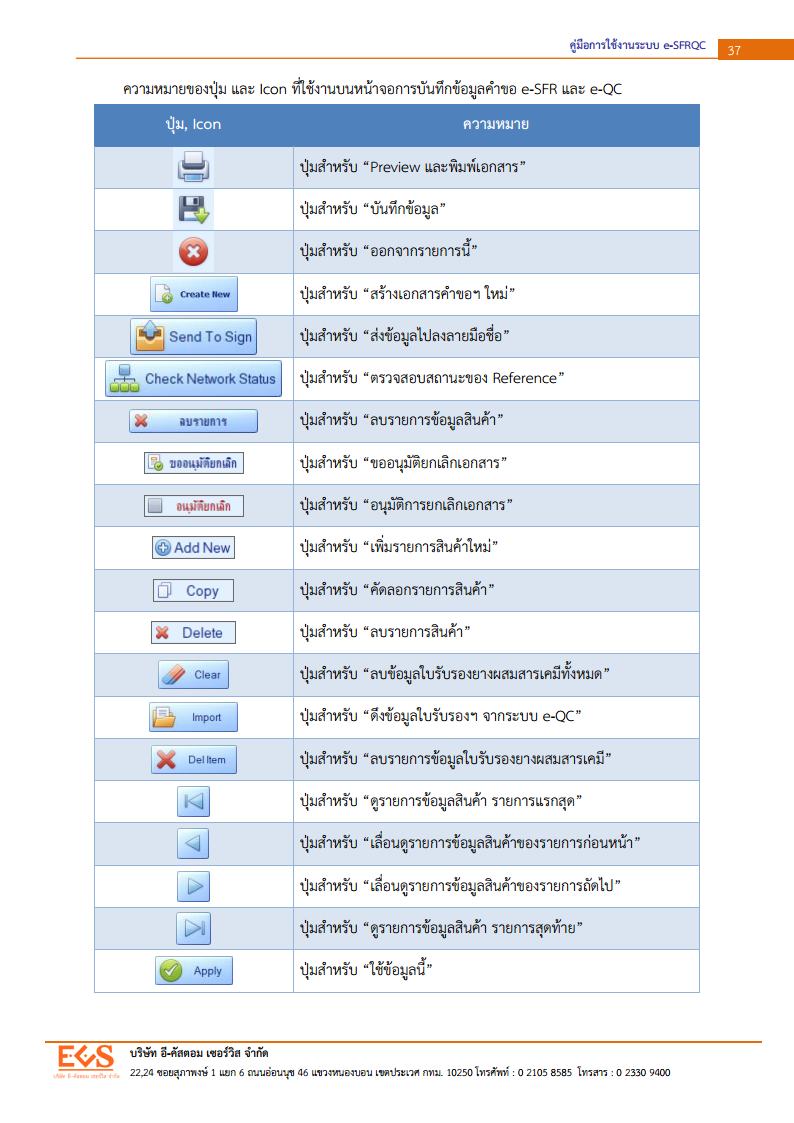 คู่มือการใช้งานระบบ e-SFRQC 37
ความหมายของปุ่ม และ Icon ที่ใช้งานบนหน้าจอการบันทึกข้อมูลคำขอ e-SFR และ e-QC
ปุ่ม, Icon ความหมาย
ปุ่มสำหรับ “Preview และพิมพ์เอกสาร”
ปุ่มสำหรับ “บันทึกข้อมูล”
ปุ่มสำหรับ “ออกจากรายการนี้”
Create New ปุ่มสำหรับ “สร้างเอกสารคำขอฯ ใหม่”
Send To Sign ปุ่มสำหรับ “ส่งข้อมูลไปลงลายมือชื่อ”
Check Network Status ปุ่มสำหรับ “ตรวจสอบสถานะของ Reference”
ลบรายการ ปุ่มสำหรับ “ลบรายการข้อมูลสินค้า”
ขออนุมัติยกเลิก ปุ่มสำหรับ “ขออนุมัติยกเลิกเอกสาร”
อนุมัติยกเลิก ปุ่มสำหรับ “อนุมัติการยกเลิกเอกสาร”
Add New ปุ่มสำหรับ “เพิ่มรายการสินค้าใหม่”
Copy ปุ่มสำหรับ “คัดลอกรายการสินค้า”
Delete ปุ่มสำหรับ “ลบรายการสินค้า”
Clear ปุ่มสำหรับ “ลบข้อมูลใบรับรองยางผสมสารเคมีทั้งหมด”
Import ปุ่มสำหรับ “ดึงข้อมูลใบรับรองฯ จากระบบ e-QC”
Del Item ปุ่มสำหรับ “ลบรายการข้อมูลใบรับรองยางผสมสารเคมี”
ปุ่มสำหรับ “ดูรายการข้อมูลสินค้า รายการแรกสุด”
ปุ่มสำหรับ “เลื่อนดูรายการข้อมูลสินค้าของรายการก่อนหน้า”
ปุ่มสำหรับ “เลื่อนดูรายการข้อมูลสินค้าของรายการถัดไป”
ปุ่มสำหรับ “ดูรายการข้อมูลสินค้า รายการสุดท้าย”
Apply ปุ่มสำหรับ “ใช้ข้อมูลนี้”
ECS
บริษัท อี-คัสตอม เซอร์วิส จำกัด
บริษัท อี-คัสตอม เซอร์วิส จำกัด
22,24 ซอยสุภาพงษ์ 1 แยก 6 ถนนอ่อนนุช 46 แขวงหนองบอน เขตประเวศ กทม. 10250 โทรศัพท์ : 0 2105 8585 โทรสาร : 0 2330 9400